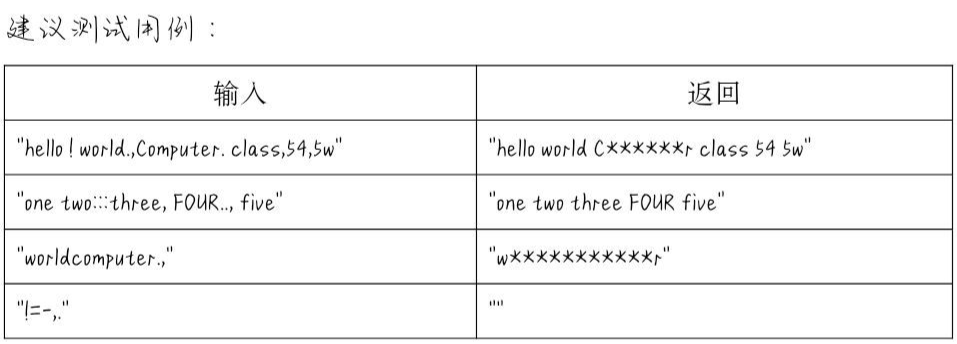 建议测试用例：
输入 返回
"hello ! world.,Computer. class,54,5w" "hello world C******r class 54 5w"
"one two:::three, FOUR.., five" "one two three FOUR five"
"worldcomputer.," "w***********r"
"!=-,." ""